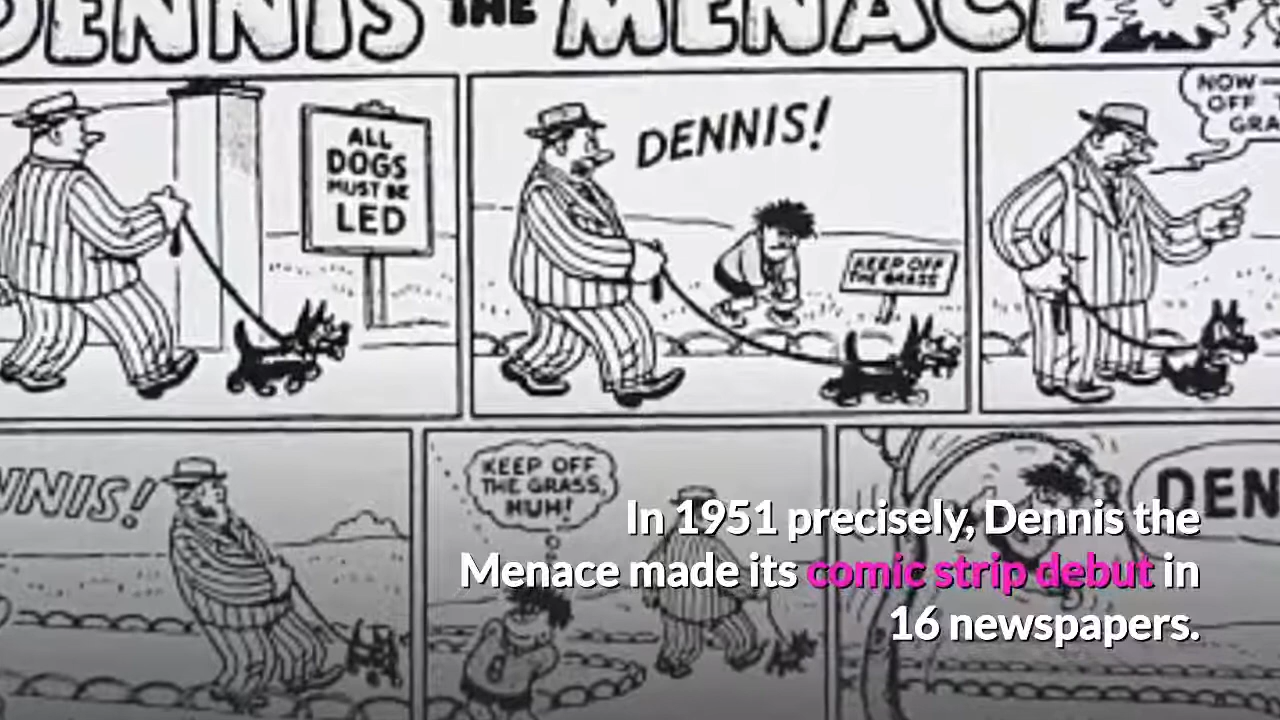 DENNIS THE MENACE
ALL
DOGS
MUST BE
LED
DENNIS!
KEEP OFF
THE GRASS
NOW—
OFF
GRA
NNIS!
KEEP OFF
THE GRASS,
HUH!
DEN
In 1951 precisely, Dennis the
Menace made its comic strip debut in
16 newspapers.